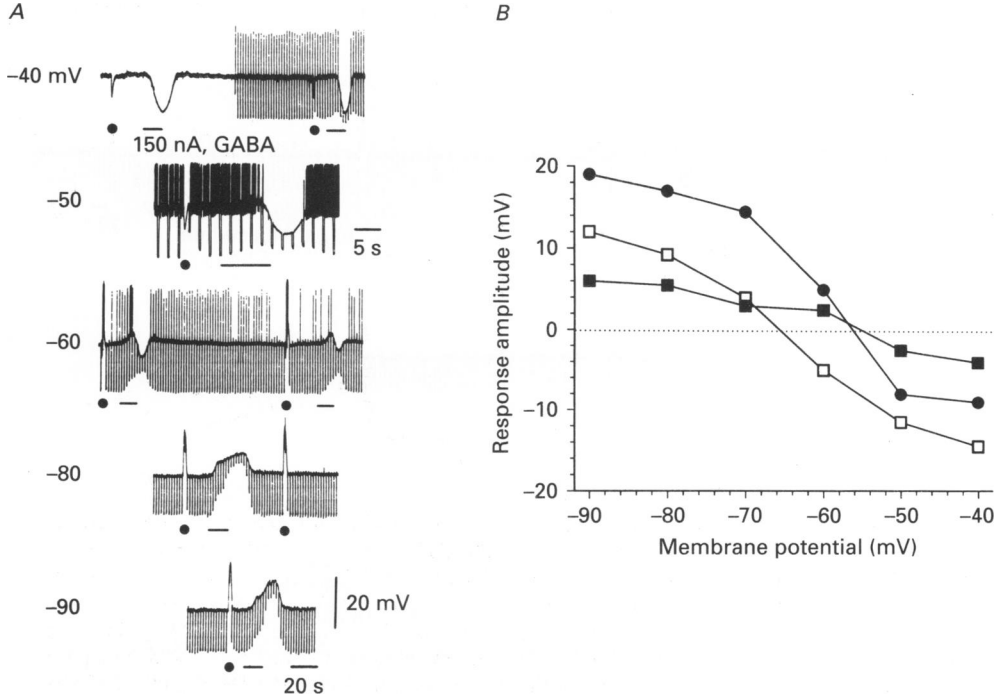 A
–40 mV
150 nA, GABA
–50
5 s
–60
–80
–90
20 mV
20 s
B
20
10
0
–10
–20
Response amplitude (mV)
–90 –80 –70 –60 –50 –40
Membrane potential (mV)